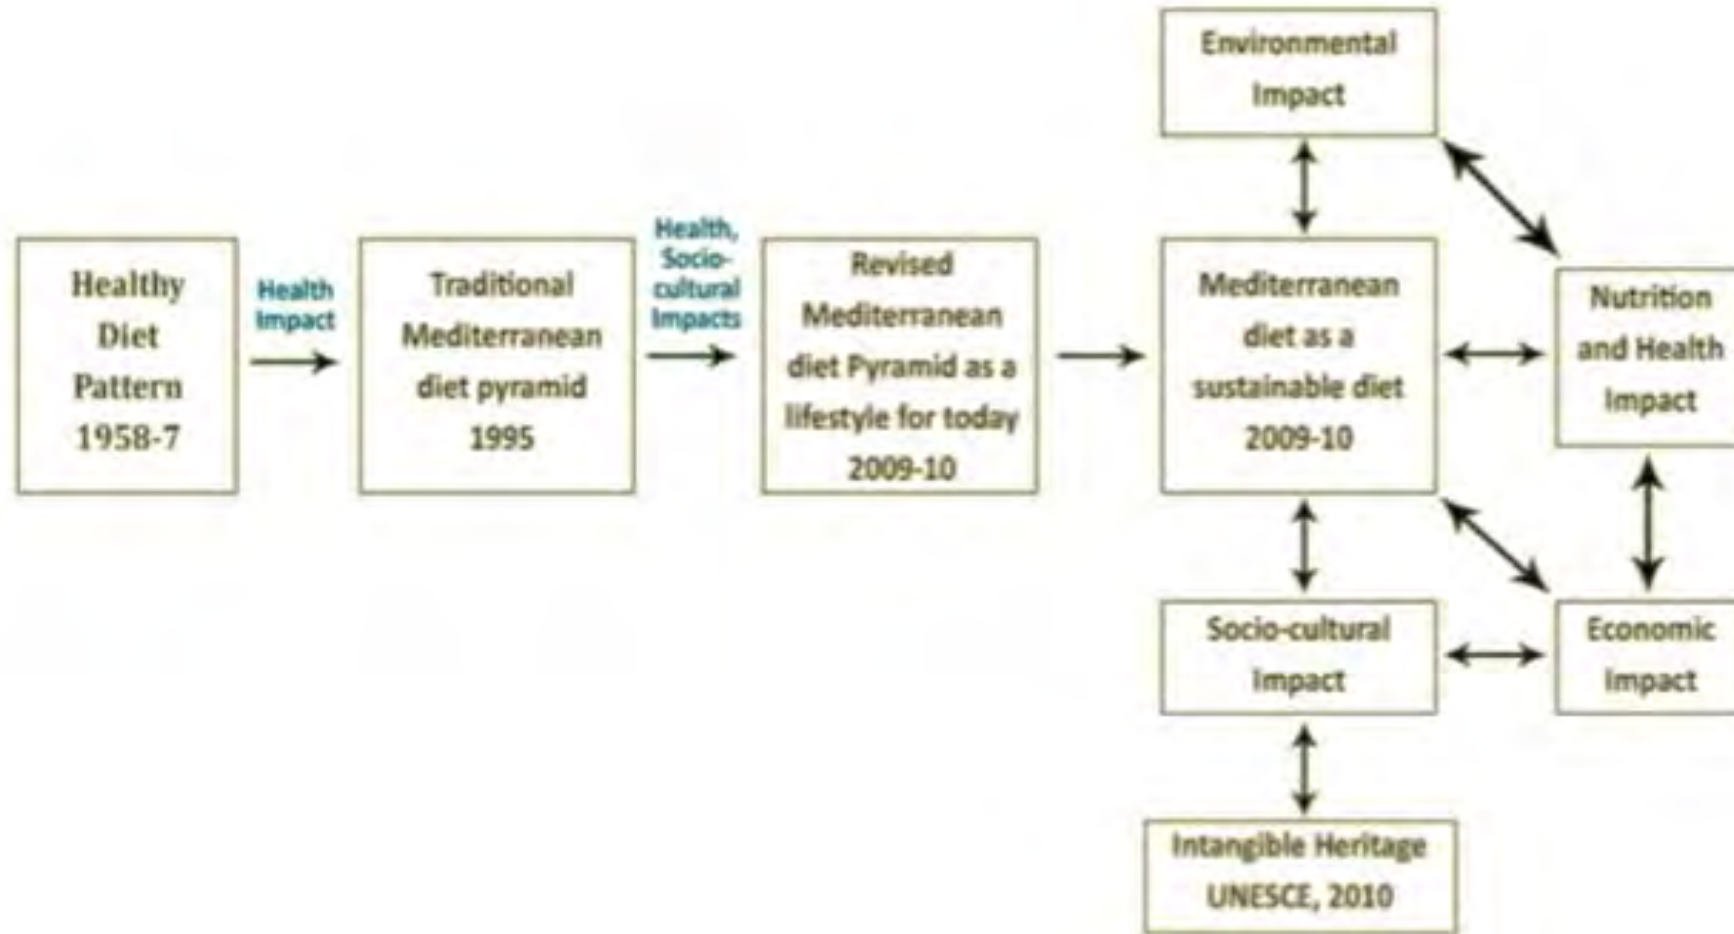 Environmental
Impact
Healthy
Diet
Pattern
1958-7
Health
Impact
Traditional
Mediterranean
diet pyramid
1995
Health,
Socio-
cultural
Impacts
Revised
Mediterranean
diet Pyramid as a
lifestyle for today
2009-10
Mediterranean
diet as a
sustainable diet
2009-10
Nutrition
and Health
Impact
Socio-cultural
Impact
Economic
Impact
Intangible Heritage
UNESCE, 2010